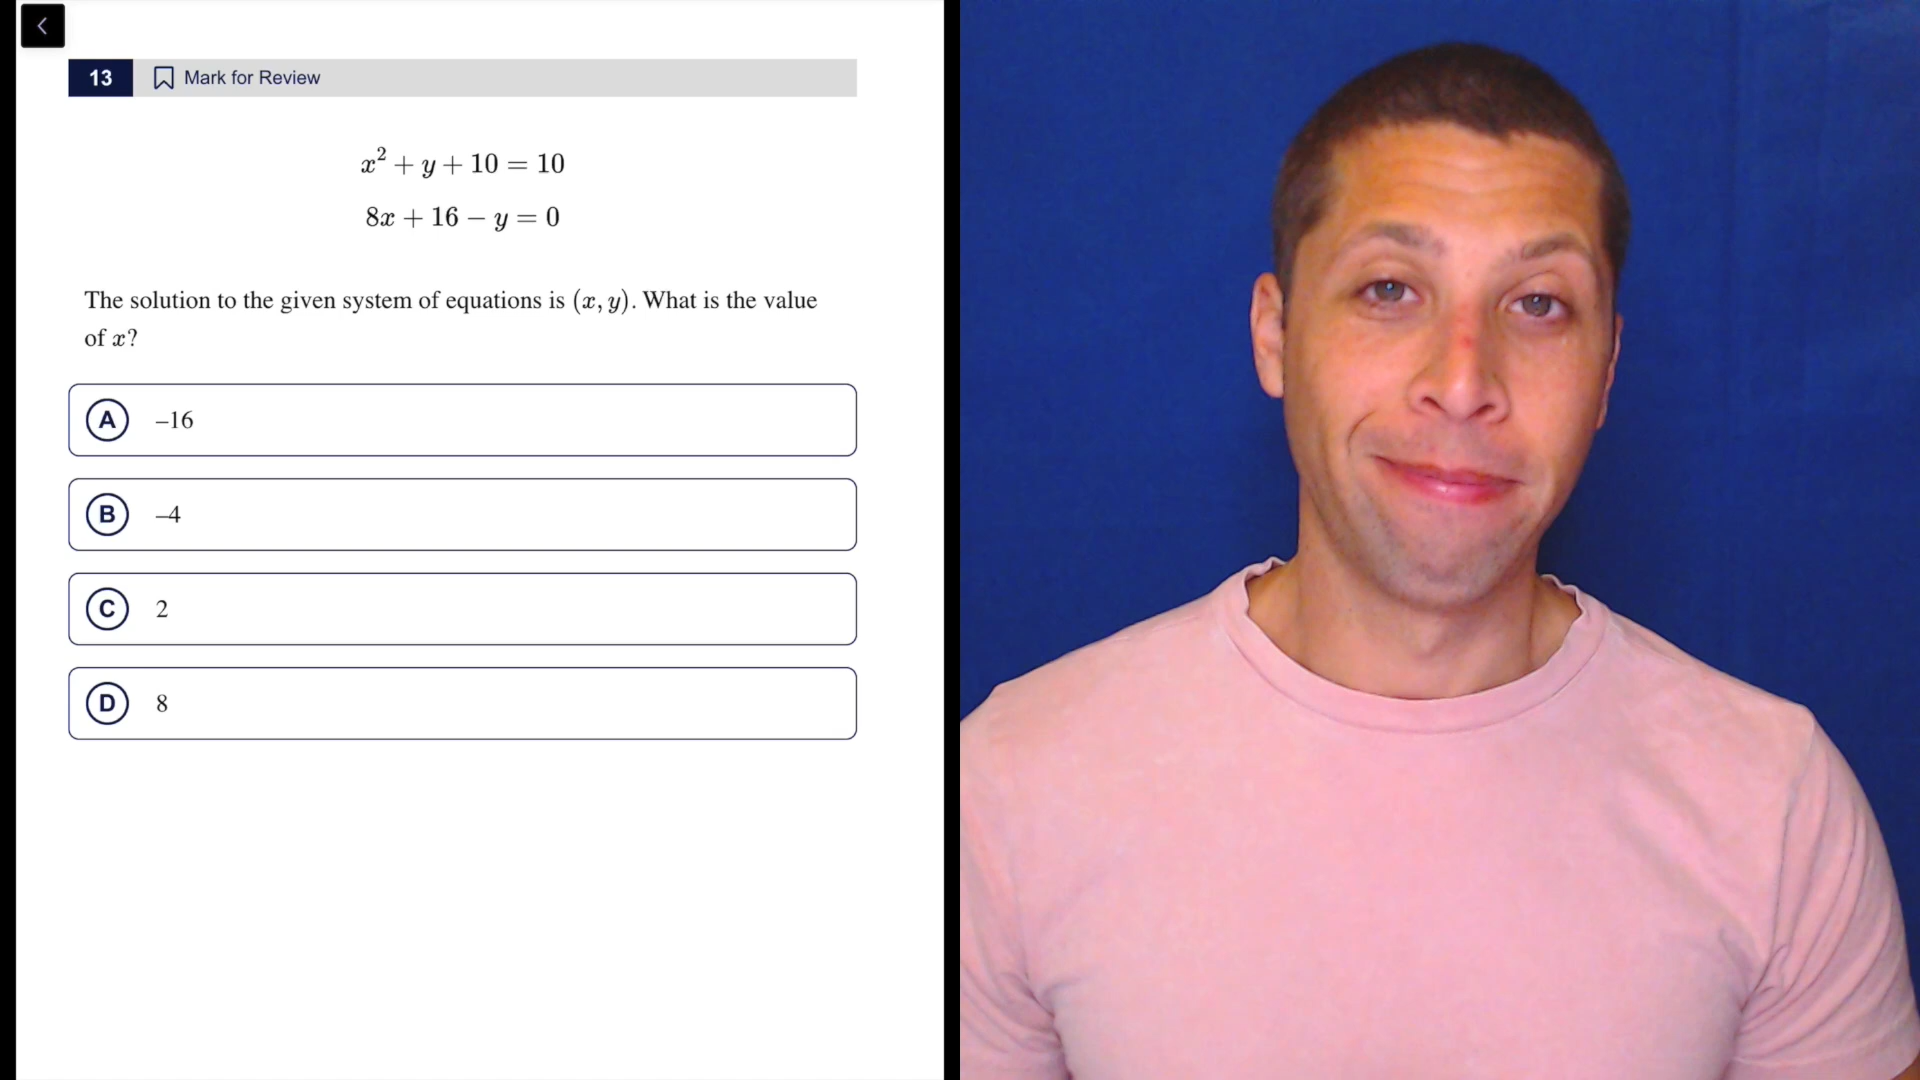 13 Mark for Review
x² + y + 10 = 10
8x + 16 − y = 0
The solution to the given system of equations is (x, y). What is the value
of x?
A –16
B –4
C 2
D 8